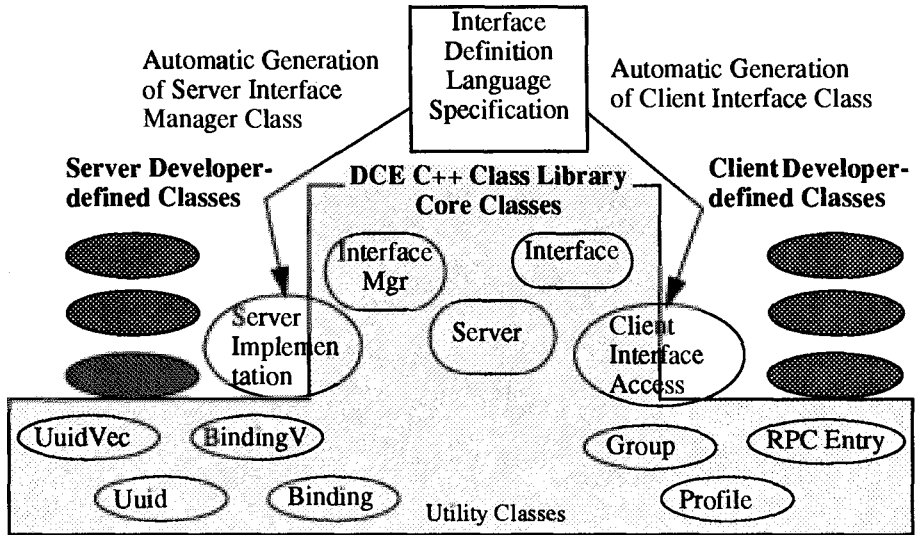 Interface
Definition
Language
Specification
Automatic Generation
of Server Interface
Manager Class
Automatic Generation
of Client Interface Class
Server Developer-
defined Classes
DCE C++ Class Library
Core Classes
Client Developer-
defined Classes
Interface
Mgr
Interface
Server
Implemen
tation
Server
Client
Interface
Access
UuidVec
BindingV
Group
RPC Entry
Uuid
Binding
Profile
Utility Classes